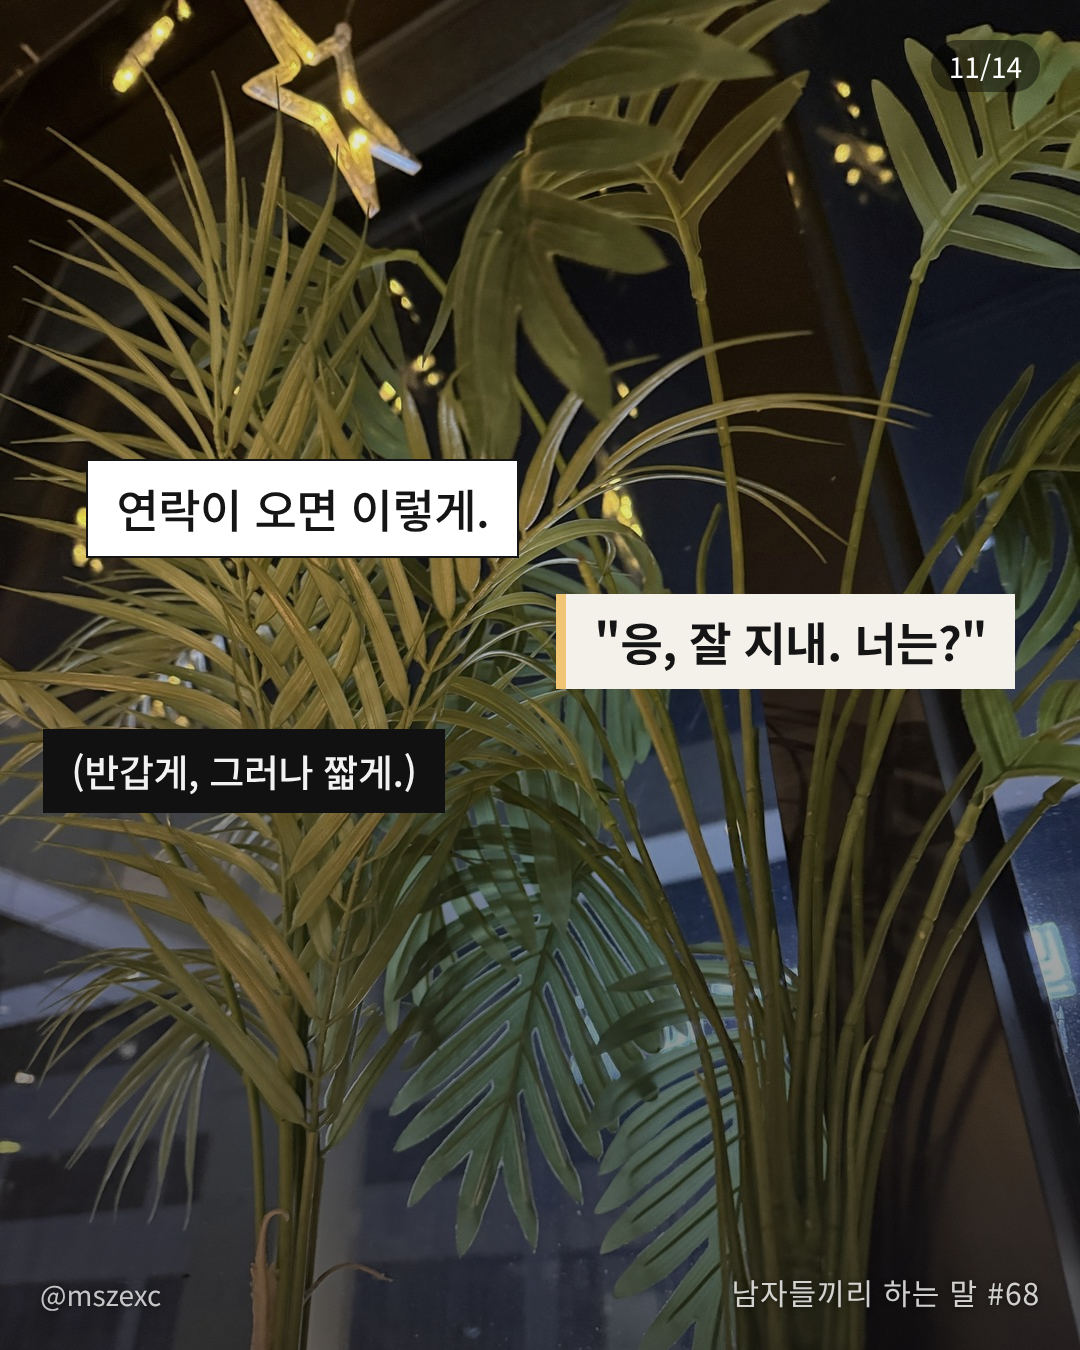 11/14
연락이 오면 이렇게.
"응, 잘 지내. 너는?"
(반갑게, 그러나 짧게.)
@mszexc
남자들끼리 하는 말 #68